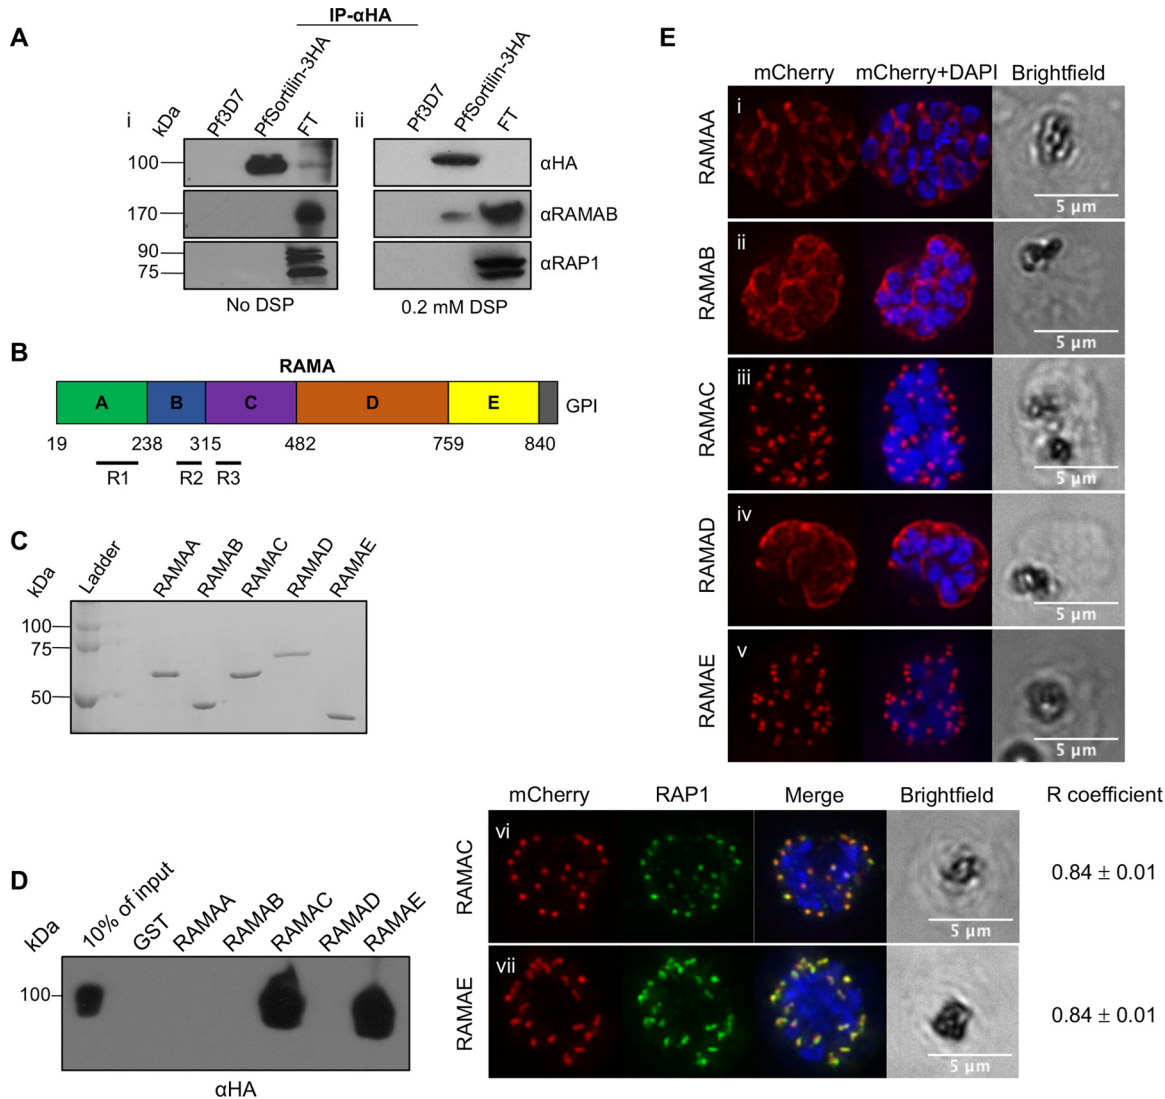 A
IP-αHA
i
kDa
Pf3D7
PfSortilin-3HA
FT
ii
Pf3D7
PfSortilin-3HA
FT
100
αHA
170
αRAMAB
90
75
αRAP1
No DSP
0.2 mM DSP
B
RAMA
A B C D E GPI
19 238 315 482 759 840
R1 R2 R3
C
kDa
Ladder
RAMAA
RAMAB
RAMAC
RAMAD
RAMAE
100
75
50
D
kDa
10% of input
GST
RAMAA
RAMAB
RAMAC
RAMAD
RAMAE
100
αHA
E
mCherry mCherry+DAPI Brightfield
RAMAA
i
5 µm
RAMAB
ii
5 µm
RAMAC
iii
5 µm
RAMAD
iv
5 µm
RAMAE
v
5 µm
mCherry RAP1 Merge Brightfield R coefficient
RAMAC
vi
5 µm
0.84 ± 0.01
RAMAE
vii
5 µm
0.84 ± 0.01